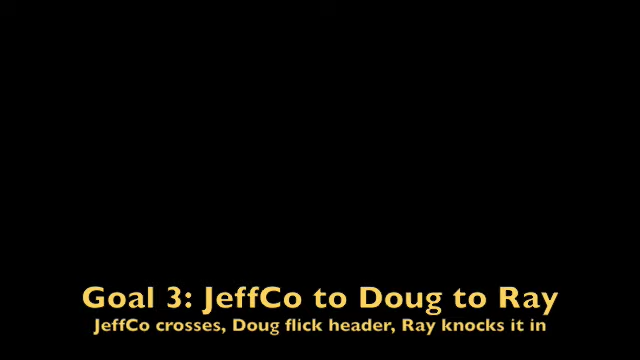 Goal 3: JeffCo to Doug to Ray
JeffCo crosses, Doug flick header, Ray knocks it in